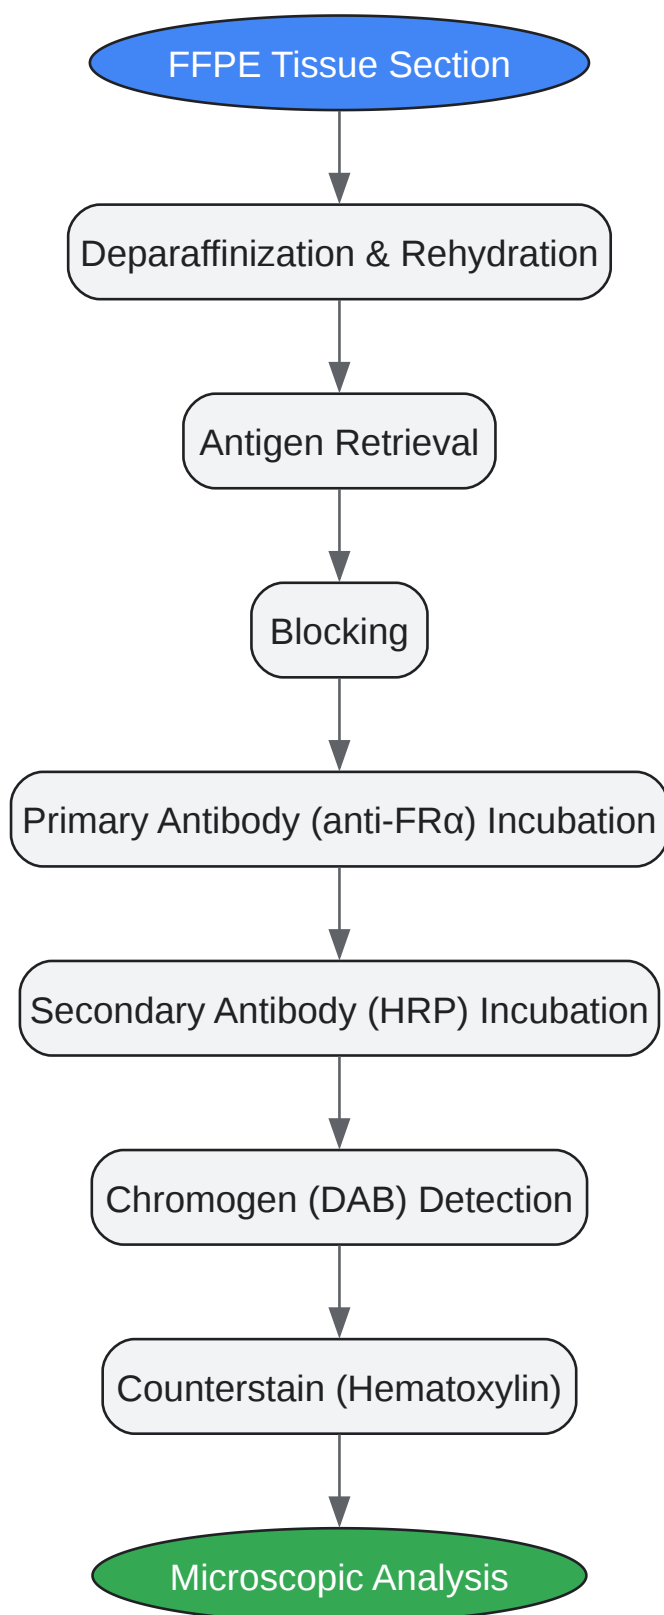 FFPE Tissue Section
Deparaffinization & Rehydration
Antigen Retrieval
Blocking
Primary Antibody (anti-FRα) Incubation
Secondary Antibody (HRP) Incubation
Chromogen (DAB) Detection
Counterstain (Hematoxylin)
Microscopic Analysis